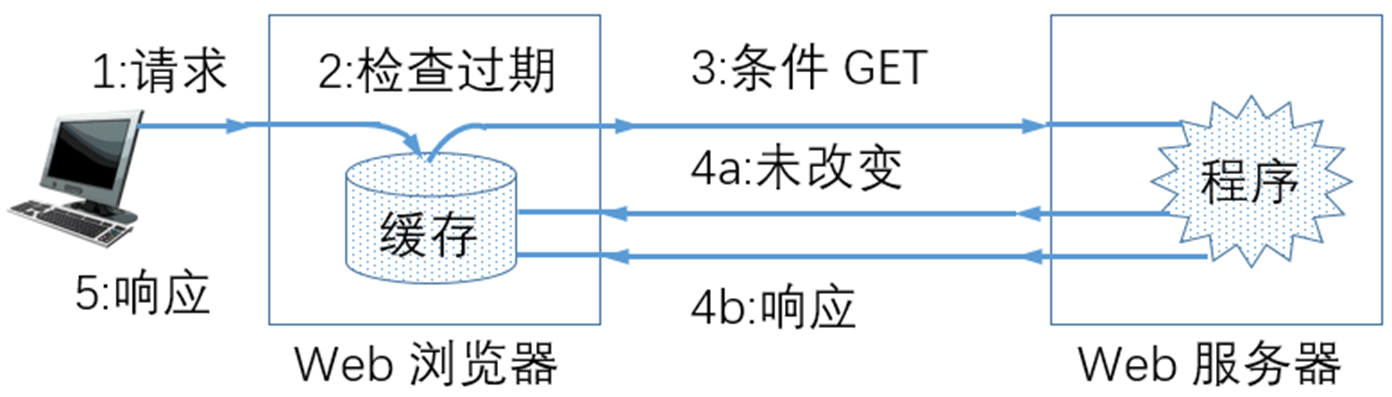 1:请求
2:检查过期
3:条件 GET
4a:未改变
程序
缓存
5:响应
4b:响应
Web 浏览器
Web 服务器